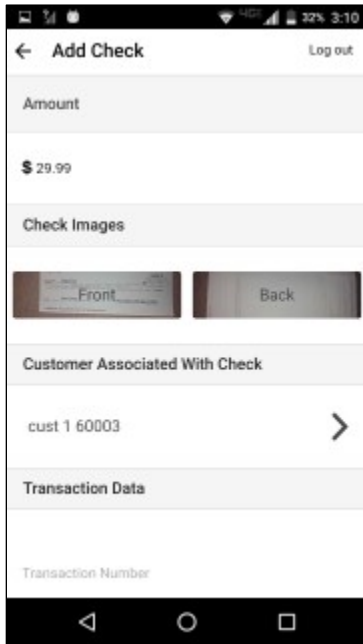 32% 3:10
Add Check Log out
Amount
$ 29.99
Check Images
Front Back
Customer Associated With Check
cust 1 60003
Transaction Data
Transaction Number